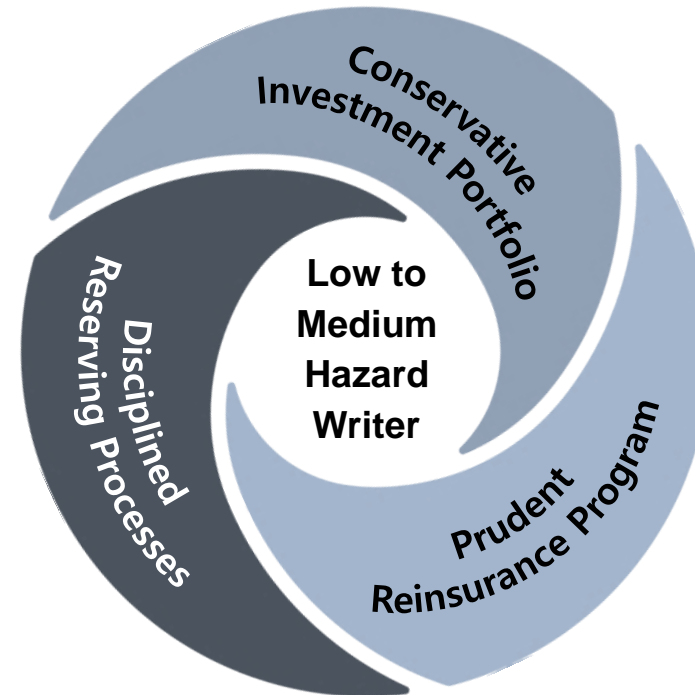 Conservative
Investment Portfolio
Low to
Medium
Hazard
Writer
Disciplined
Reserving Processes
Prudent
Reinsurance Program